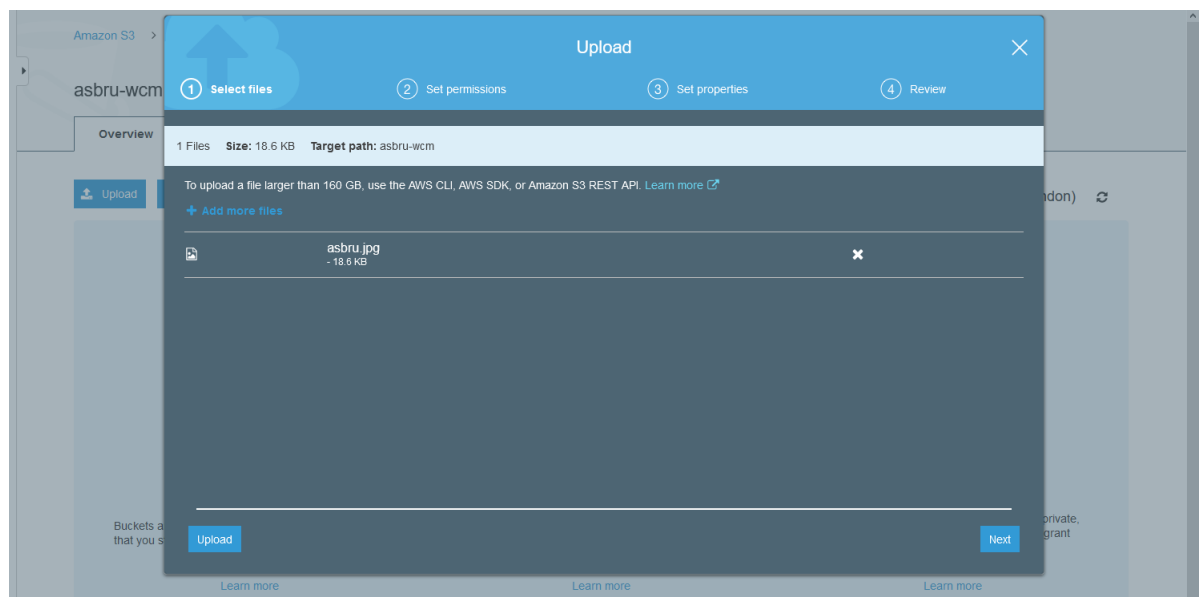 Amazon S3 >
Upload
asbru-wcm
1 Select files
2 Set permissions
3 Set properties
4 Review
Overview
1 Files Size: 18.6 KB Target path: asbru-wcm
To upload a file larger than 160 GB, use the AWS CLI, AWS SDK, or Amazon S3 REST API. Learn more
Upload
+ Add more files
asbru.jpg
- 18.6 KB
Buckets
that you
private,
grant
Upload
Next
Learn more
Learn more
Learn more